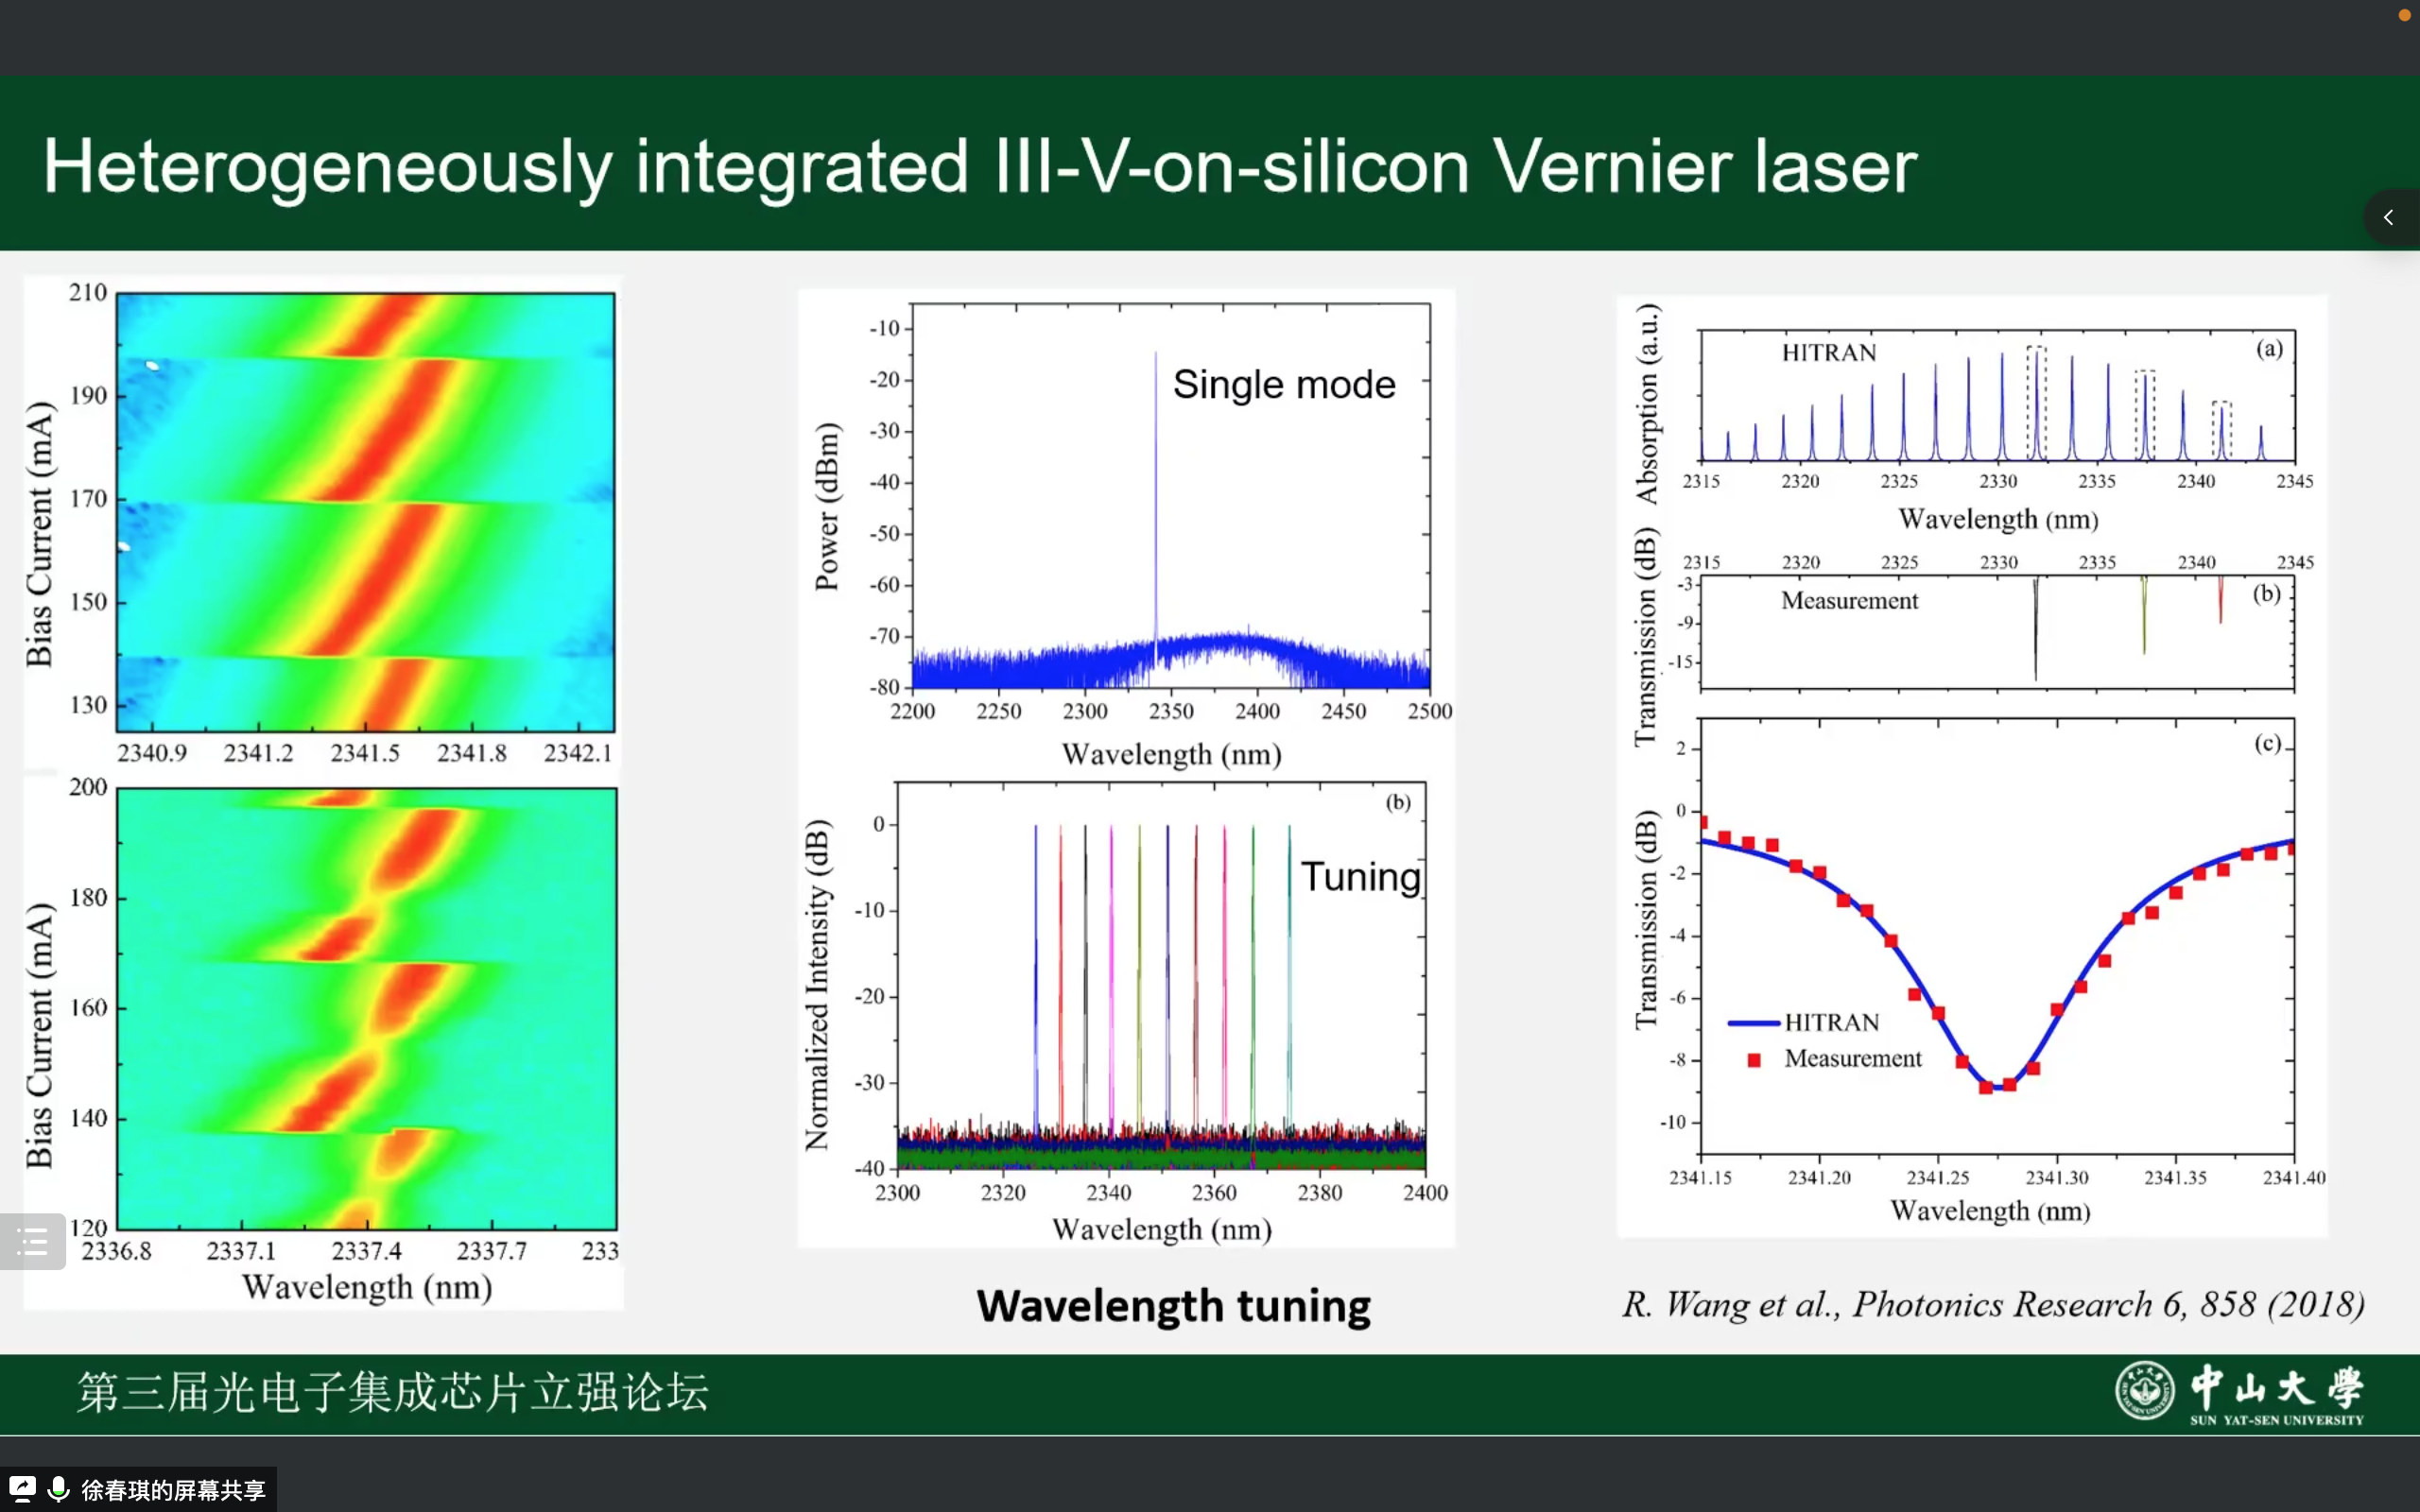 Heterogeneously integrated III-V-on-silicon Vernier laser
210
190
170
150
130
Bias Current (mA)
2340.9 2341.2 2341.5 2341.8 2342.1
200
180
160
140
120
Bias Current (mA)
2336.8 2337.1 2337.4 2337.7 233
Wavelength (nm)
-10
-20
-30
-40
-50
-60
-70
-80
Power (dBm)
Single mode
2200 2250 2300 2350 2400 2450 2500
Wavelength (nm)
(b)
0
-10
-20
-30
-40
Normalized Intensity (dB)
Tuning
2300 2320 2340 2360 2380 2400
Wavelength (nm)
Wavelength tuning
Absorption (a.u.)
HITRAN
(a)
2315 2320 2325 2330 2335 2340 2345
Wavelength (nm)
2315 2320 2325 2330 2335 2340 2345
Transmission (dB)
-3
-9
-15
Measurement
(b)
(c)
2
0
-2
-4
-6
-8
-10
Transmission (dB)
HITRAN
Measurement
2341.15 2341.20 2341.25 2341.30 2341.35 2341.40
Wavelength (nm)
R. Wang et al., Photonics Research 6, 858 (2018)
第三届光电子集成芯片立强论坛
中山大學
SUN YAT-SEN UNIVERSITY
徐春琪的屏幕共享